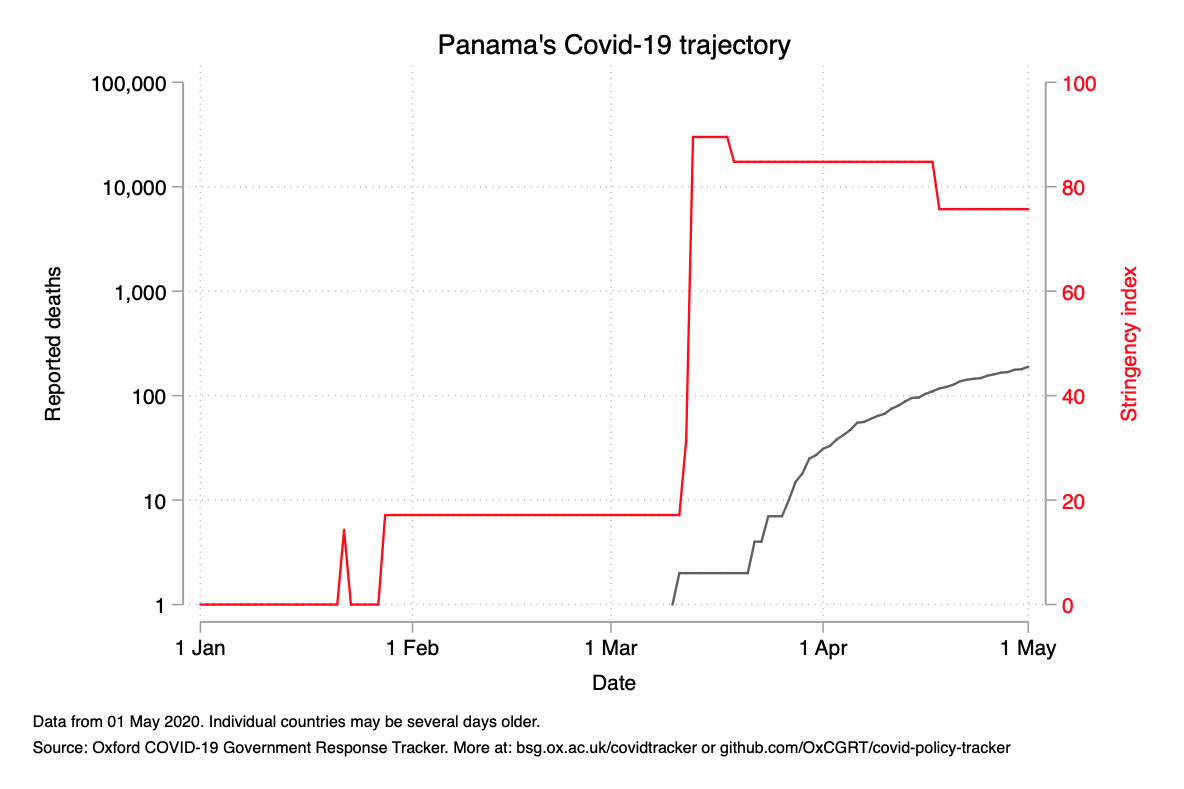 Panama's Covid-19 trajectory
100,000
10,000
1,000
100
10
1
Reported deaths
100
80
60
40
20
0
Stringency index
1 Jan
1 Feb
1 Mar
1 Apr
1 May
Date
Data from 01 May 2020. Individual countries may be several days older.
Source: Oxford COVID-19 Government Response Tracker. More at: bsg.ox.ac.uk/covidtracker or github.com/OxCGRT/covid-policy-tracker